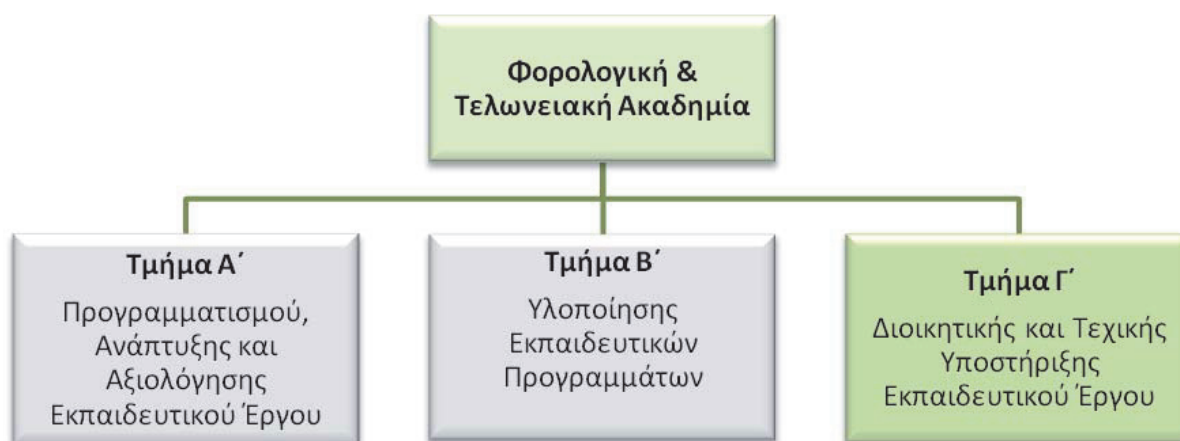 Φορολογική &
Τελωνειακή Ακαδημία
Τμήμα Α΄
Προγραμματισμού,
Ανάπτυξης και
Αξιολόγησης
Εκπαιδευτικού Έργου
Τμήμα Β΄
Υλοποίησης
Εκπαιδευτικών
Προγραμμάτων
Τμήμα Γ΄
Διοικητικής και Τεχικής
Υποστήριξης
Εκπαιδευτικού Έργου